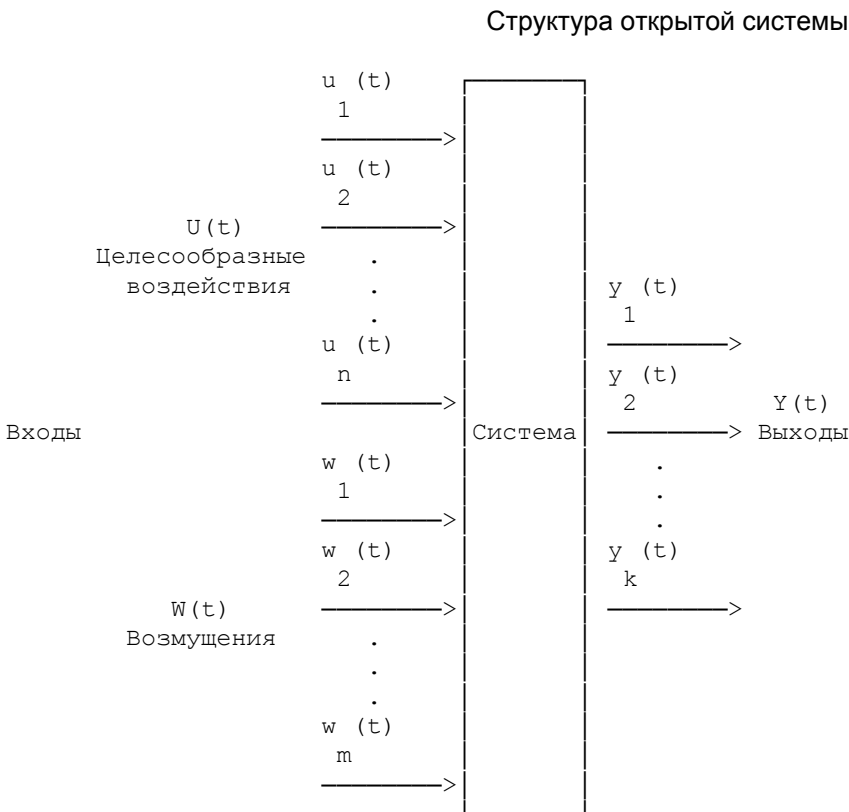 Структура открытой системы
u (t)
1
u (t)
2
U(t)
Целесообразные
воздействия
.
.
.
y (t)
1
u (t)
n
y (t)
2 Y(t)
Входы Система Выходы
w (t)
1
.
.
.
w (t)
2
y (t)
k
W(t)
Возмущения
.
.
.
w (t)
m